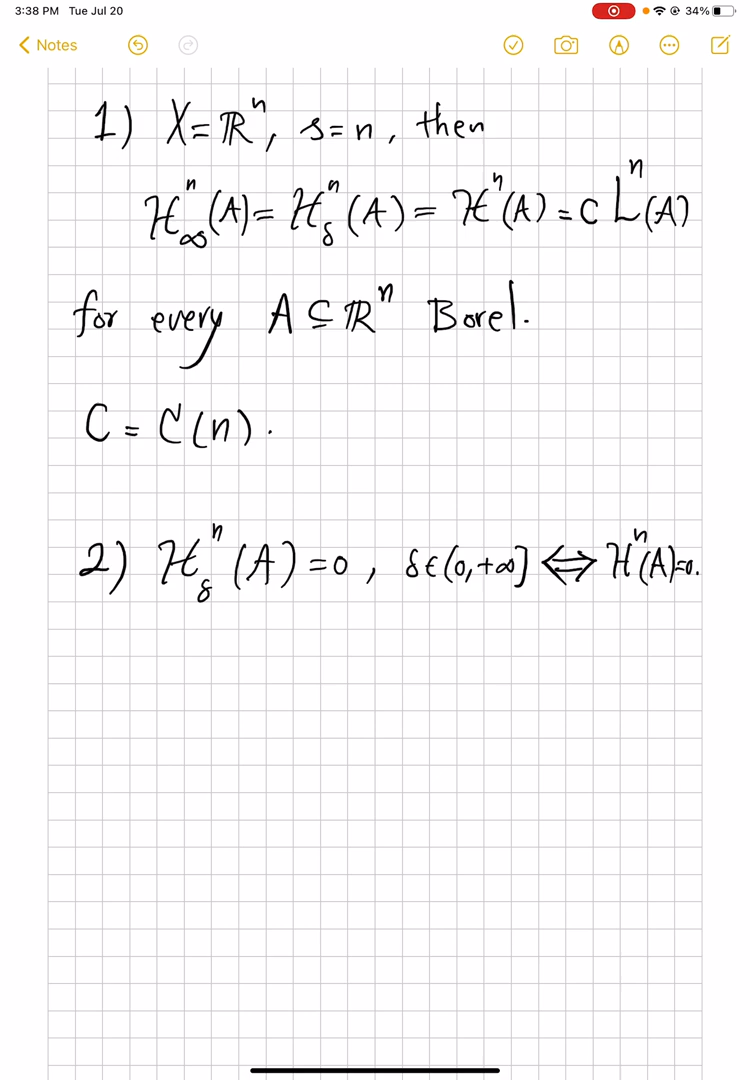 3:38 PM Tue Jul 20 34%
Notes
1) X = ℝⁿ, s = n, then
ℋⁿ_∞(A) = ℋⁿ_δ(A) = ℋⁿ(A) = C Lⁿ(A)
for every A ⊆ ℝⁿ Borel.
C = C(n).
2) ℋⁿ_δ(A) = 0, δ ∈ (0, +∞] ⟺ ℋⁿ(A) = 0.